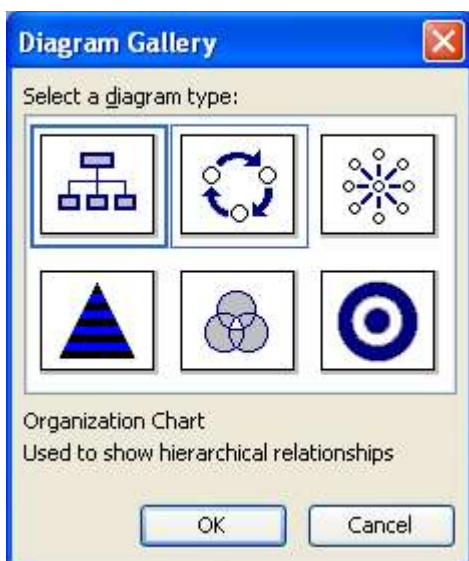 Diagram Gallery
Select a diagram type:
Organization Chart
Used to show hierarchical relationships
OK
Cancel